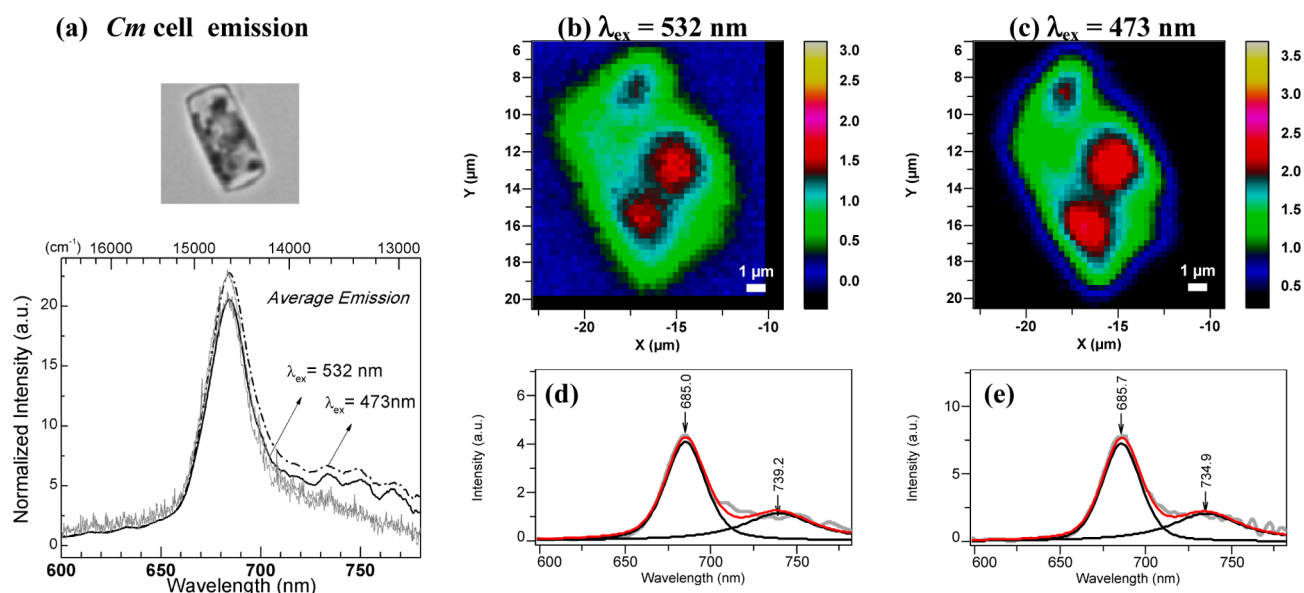 (a) Cm cell emission
(b) λex = 532 nm
(c) λex = 473 nm
(cm⁻¹) 16000 15000 14000 13000
Average Emission
λex= 532 nm
λex= 473nm
Normalized Intensity (a.u.)
20
15
10
5
0
600 650 700 750
Wavelength (nm)
6
8
10
12
14
16
18
20
Y (µm)
1 µm
-20 -15 -10
X (µm)
3.0
2.5
2.0
1.5
1.0
0.5
0.0
6
8
10
12
14
16
18
20
Y (µm)
1 µm
-20 -15 -10
X (µm)
3.5
3.0
2.5
2.0
1.5
1.0
0.5
(d)
685.0
739.2
Intensity (a.u.)
6
4
2
0
600 650 700 750
Wavelength (nm)
(e)
685.7
734.9
Intensity (a.u.)
10
5
0
600 650 700 750
Wavelength (nm)